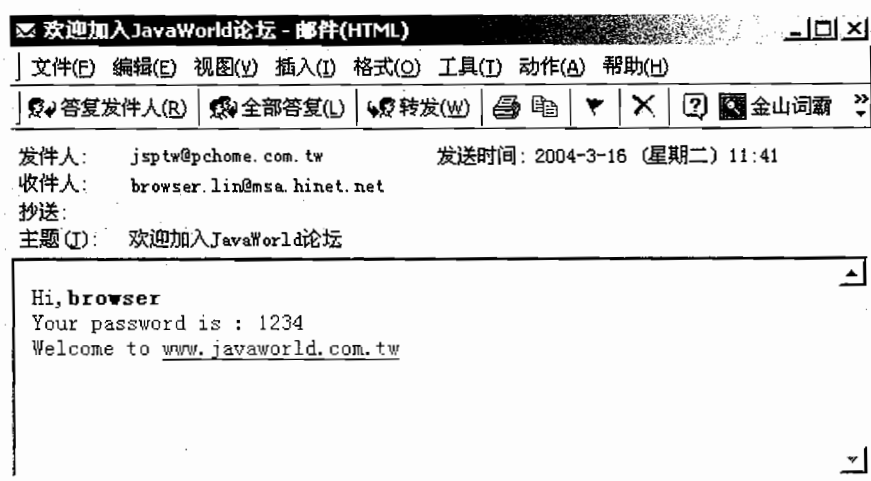 欢迎加入JavaWorld论坛 - 邮件(HTML)
文件(F) 编辑(E) 视图(V) 插入(I) 格式(O) 工具(T) 动作(A) 帮助(H)
答复发件人(R) 全部答复(L) 转发(W) 金山词霸
发件人: jsptw@pchome.com.tw 发送时间: 2004-3-16 (星期二) 11:41
收件人: browser.lin@msa.hinet.net
抄送:
主题(J): 欢迎加入JavaWorld论坛
Hi,browser
Your password is : 1234
Welcome to www.javaworld.com.tw